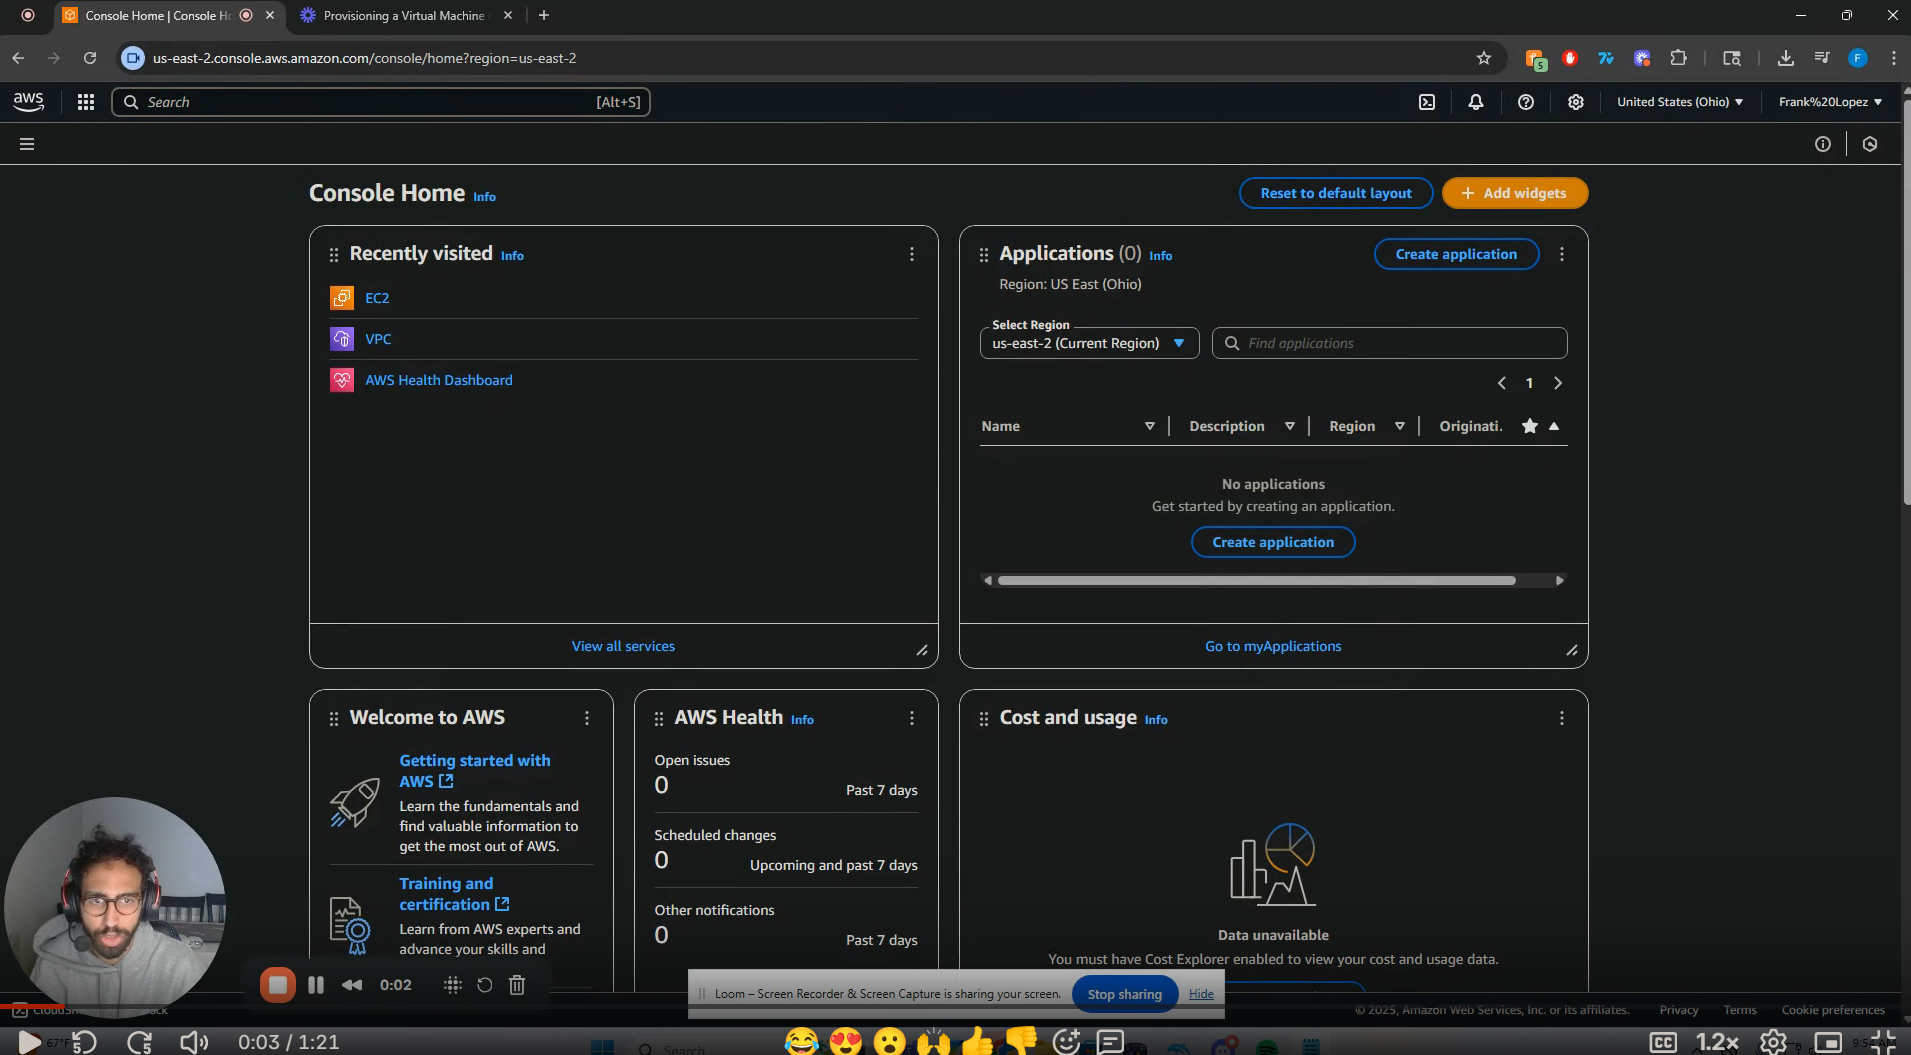 Console Home | Console Ho
Provisioning a Virtual Machine i
us-east-2.console.aws.amazon.com/console/home?region=us-east-2
5
F
aws
Search
[Alt+S]
United States (Ohio)
Frank%20Lopez
Console Home Info
Reset to default layout
+ Add widgets
Recently visited Info
EC2
VPC
AWS Health Dashboard
View all services
Applications (0) Info
Create application
Region: US East (Ohio)
Select Region
us-east-2 (Current Region)
Find applications
1
Name
Description
Region
Originati.
No applications
Get started by creating an application.
Create application
Go to myApplications
Welcome to AWS
Getting started with
AWS
Learn the fundamentals and
find valuable information to
get the most out of AWS.
Training and
certification
Learn from AWS experts and
advance your skills and
AWS Health Info
Open issues
0
Past 7 days
Scheduled changes
0
Upcoming and past 7 days
Other notifications
0
Past 7 days
Cost and usage Info
Data unavailable
You must have Cost Explorer enabled to view your cost and usage data.
0:02
Loom – Screen Recorder & Screen Capture is sharing your screen.
Stop sharing
Hide
© 2025, Amazon Web Services, Inc. or its affiliates.
Privacy
Terms
Cookie preferences
67°F
5
5
0:03 / 1:21
Search
CC
1.2x